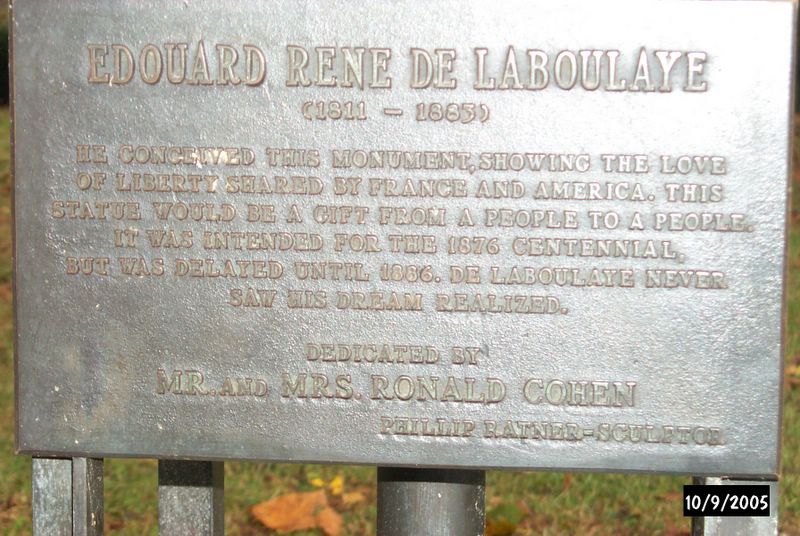 EDOUARD RENE DE LABOULAYE
(1811 - 1883)
HE CONCEIVED THIS MONUMENT, SHOWING THE LOVE
OF LIBERTY SHARED BY FRANCE AND AMERICA. THIS
STATUE WOULD BE A GIFT FROM A PEOPLE TO A PEOPLE.
IT WAS INTENDED FOR THE 1876 CENTENNIAL,
BUT WAS DELAYED UNTIL 1886. DE LABOULAYE NEVER
SAW HIS DREAM REALIZED.
DEDICATED BY
MR. AND MRS. RONALD COHEN
PHILLIP RATNER-SCULPTOR
10/9/2005